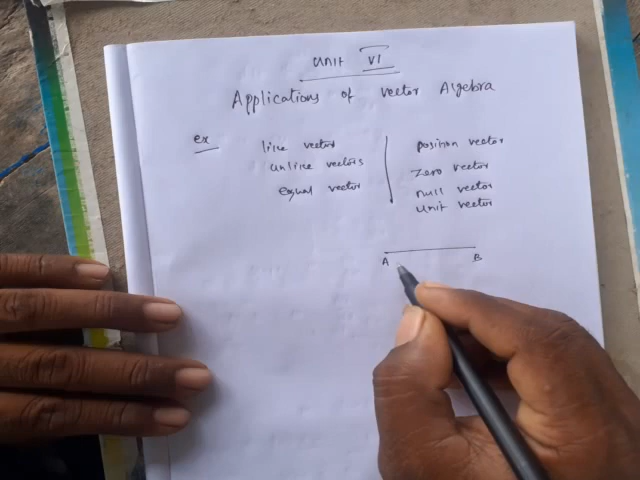 Unit VI
Applications of vector Algebra
ex
like vector
unlike vectors
equal vector
position vector
zero vector
null vector
unit vector
A B